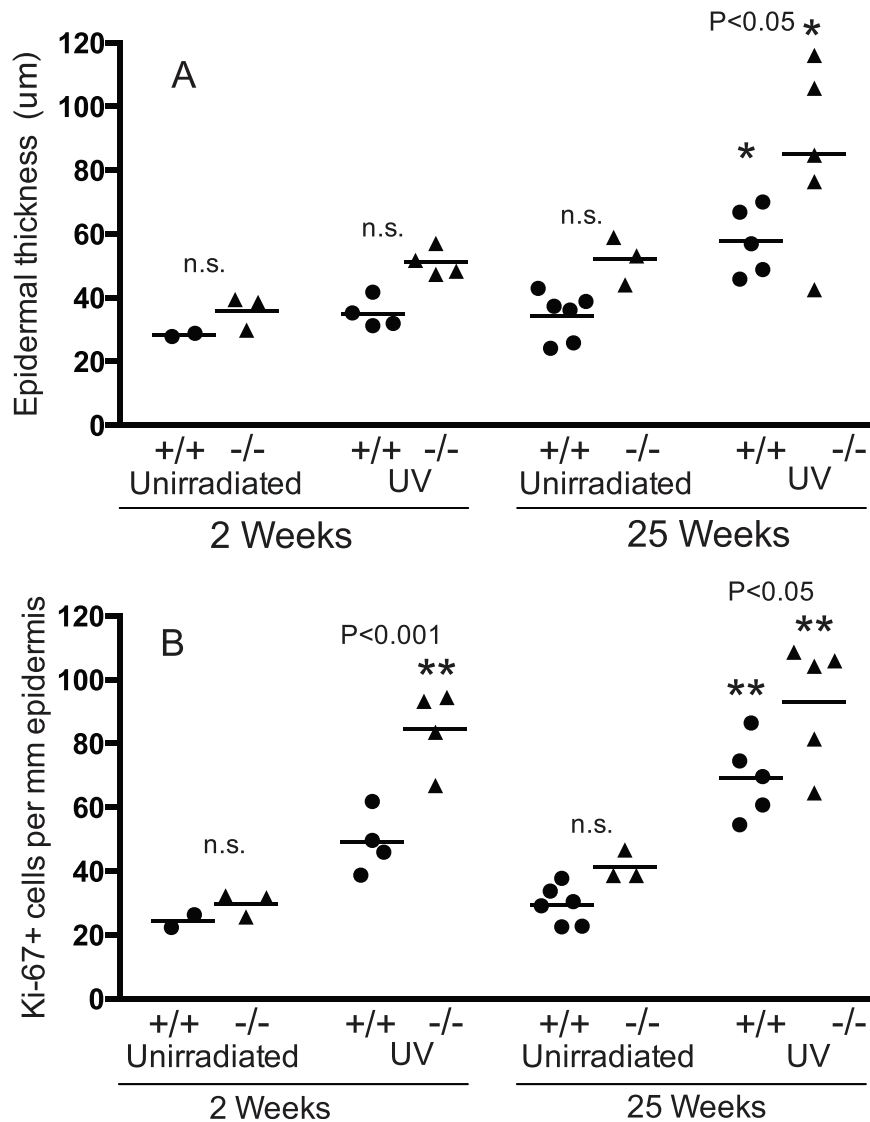 P<0.05 *
A
*
n.s.
n.s.
n.s.
Epidermal thickness (um)
120
100
80
60
40
20
0
+/+ -/- +/+ -/- +/+ -/- +/+ -/-
Unirradiated UV Unirradiated UV
2 Weeks 25 Weeks
P<0.05
B
P<0.001
**
**
**
n.s.
n.s.
Ki-67+ cells per mm epidermis
120
100
80
60
40
20
0
+/+ -/- +/+ -/- +/+ -/- +/+ -/-
Unirradiated UV Unirradiated UV
2 Weeks 25 Weeks